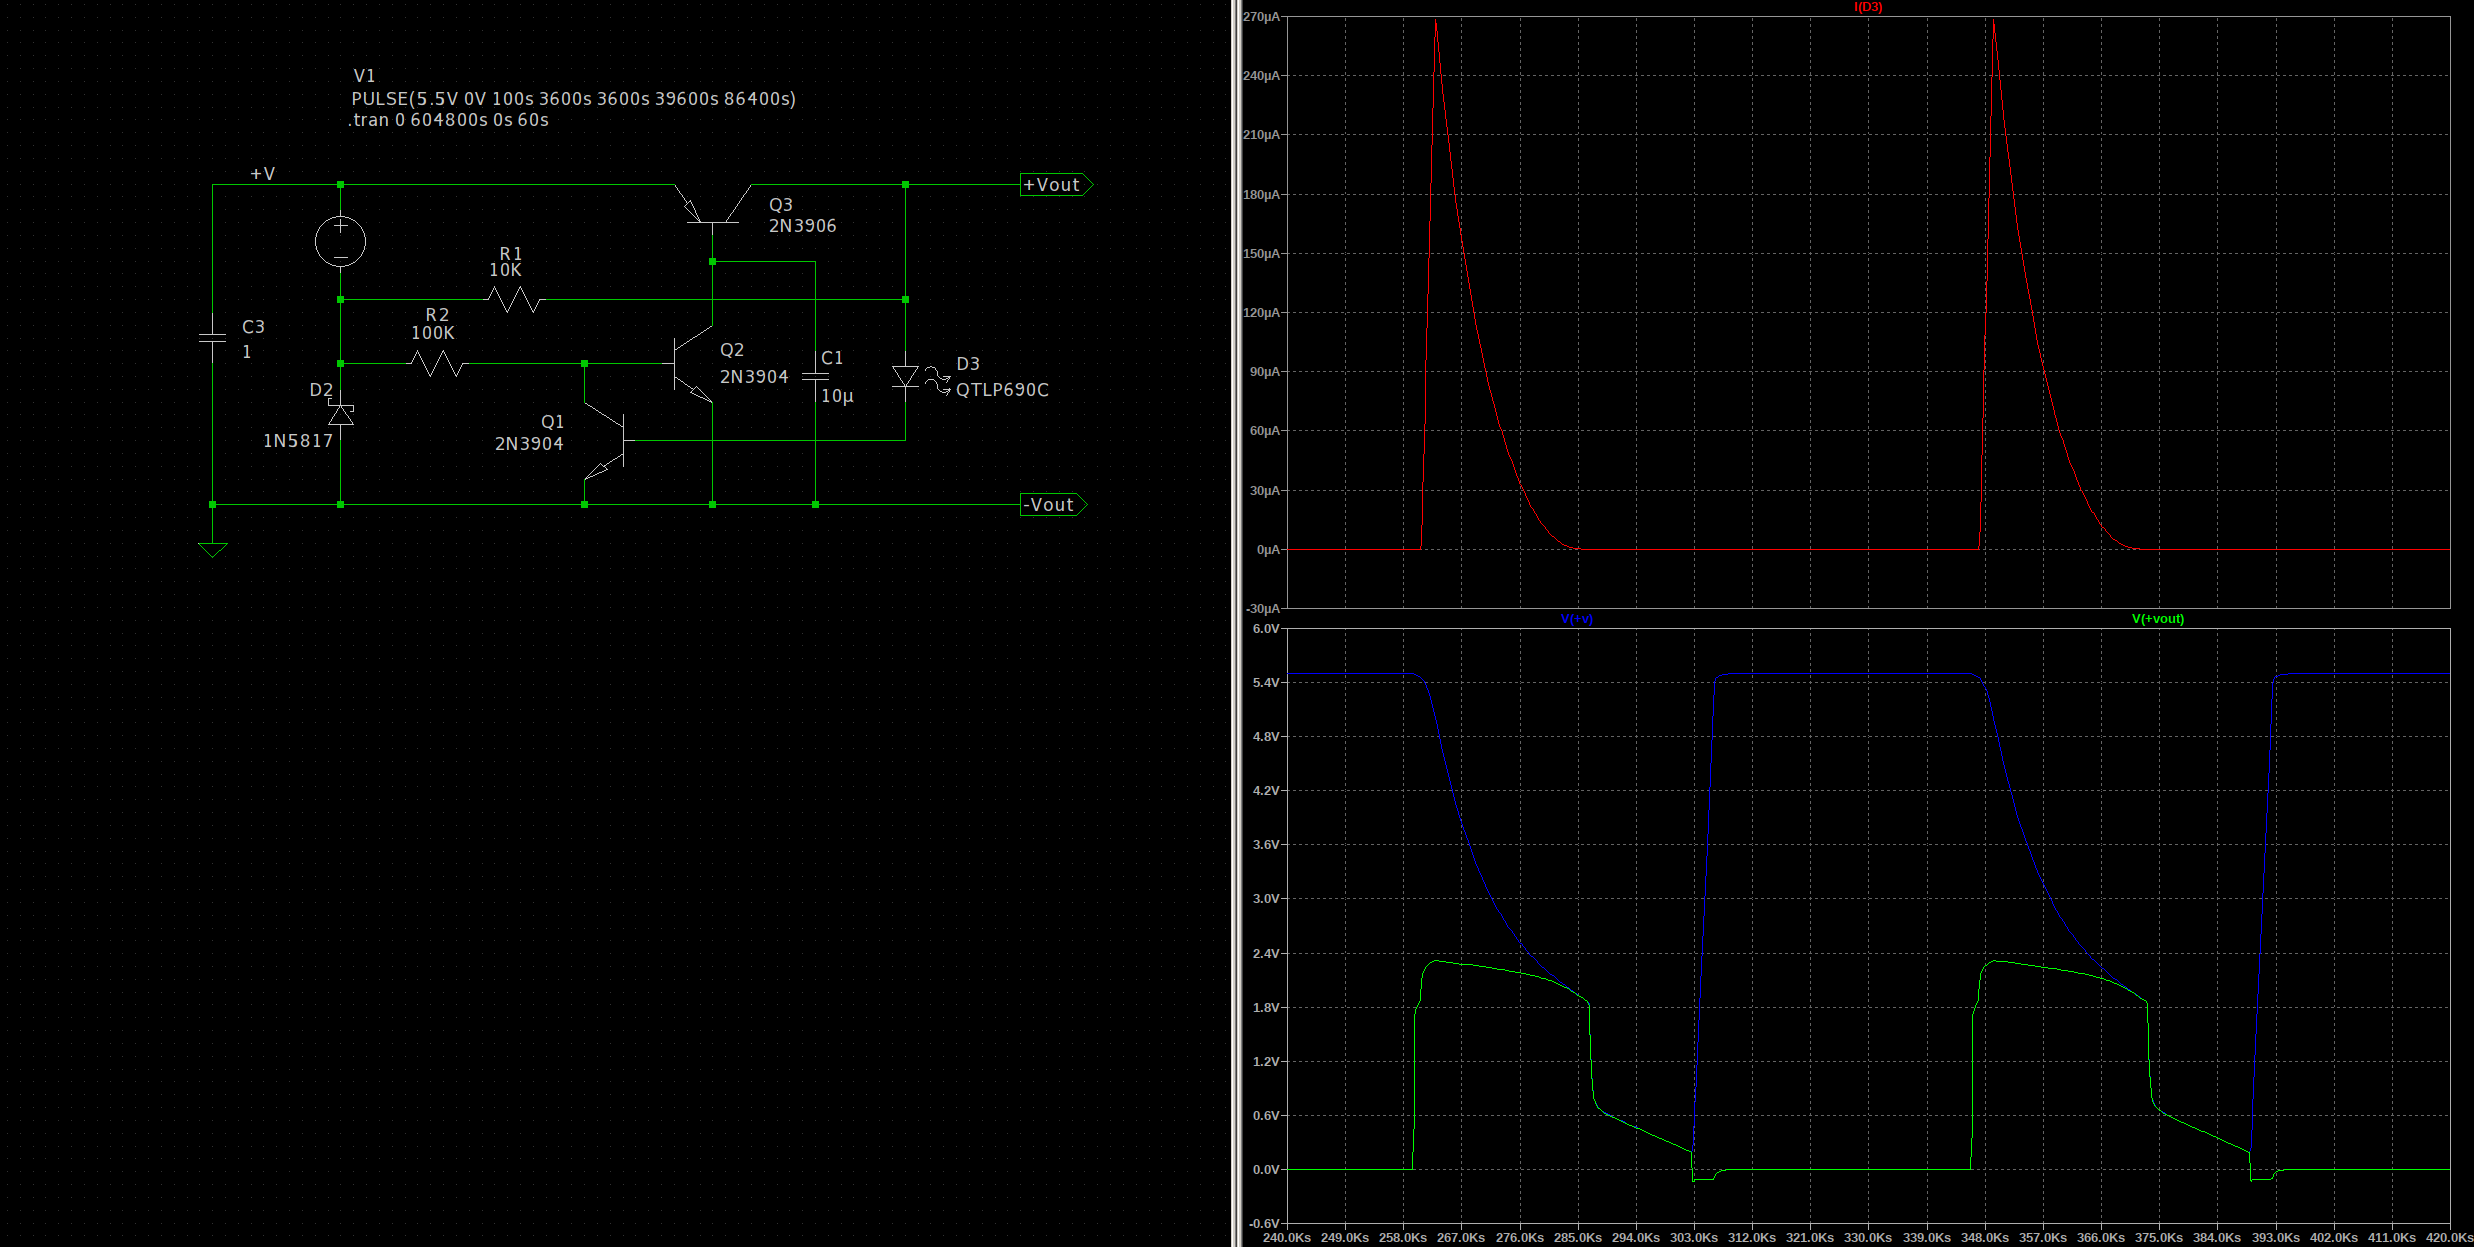 V1
PULSE(5.5V 0V 100s 3600s 3600s 39600s 86400s)
.tran 0 604800s 0s 60s
+V
+Vout
Q3
2N3906
R1
10K
R2
100K
C3
1
Q2
2N3904
C1
10µ
D3
QTLP690C
D2
1N5817
Q1
2N3904
-Vout
I(D3)
270µA
240µA
210µA
180µA
150µA
120µA
90µA
60µA
30µA
0µA
-30µA
V(+v)
V(+vout)
6.0V
5.4V
4.8V
4.2V
3.6V
3.0V
2.4V
1.8V
1.2V
0.6V
0.0V
-0.6V
240.0Ks 249.0Ks 258.0Ks 267.0Ks 276.0Ks 285.0Ks 294.0Ks 303.0Ks 312.0Ks 321.0Ks 330.0Ks 339.0Ks 348.0Ks 357.0Ks 366.0Ks 375.0Ks 384.0Ks 393.0Ks 402.0Ks 411.0Ks 420.0Ks